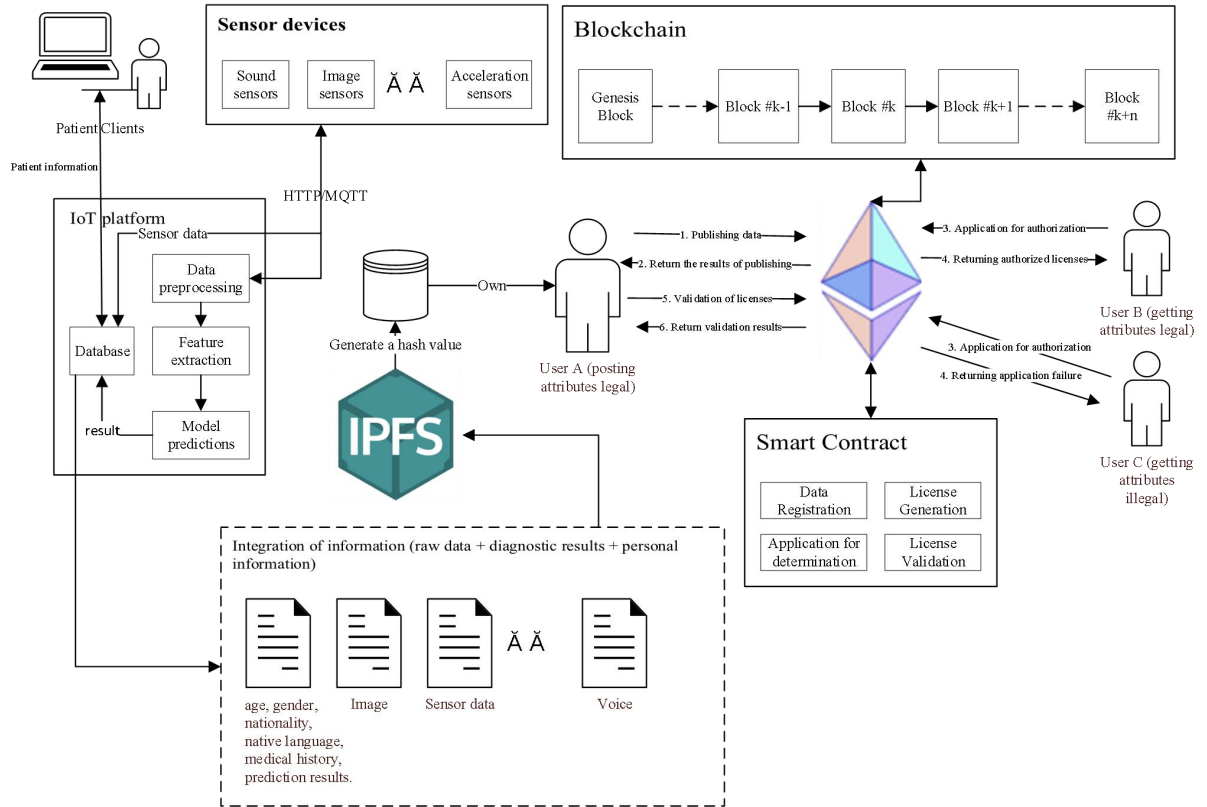 Sensor devices
Sound
sensors
Image
sensors
Ă Ă
Acceleration
sensors
Blockchain
Genesis
Block
Block #k-1
Block #k
Block #k+1
Block
#k+n
Patient Clients
Patient information
HTTP/MQTT
IoT platform
Sensor data
Data
preprocessing
Database
Feature
extraction
result
Model
predictions
Own
Generate a hash value
IPFS
User A (posting
attributes legal)
1. Publishing data
2. Return the results of publishing
5. Validation of licenses
6. Return validation results
3. Application for authorization
4. Returning authorized licenses
User B (getting
attributes legal)
3. Application for authorization
4. Returning application failure
User C (getting
attributes
illegal)
Smart Contract
Data
Registration
License
Generation
Application for
determination
License
Validation
Integration of information (raw data + diagnostic results + personal
information)
Ă Ă
age, gender,
nationality,
native language,
medical history,
prediction results.
Image
Sensor data
Voice